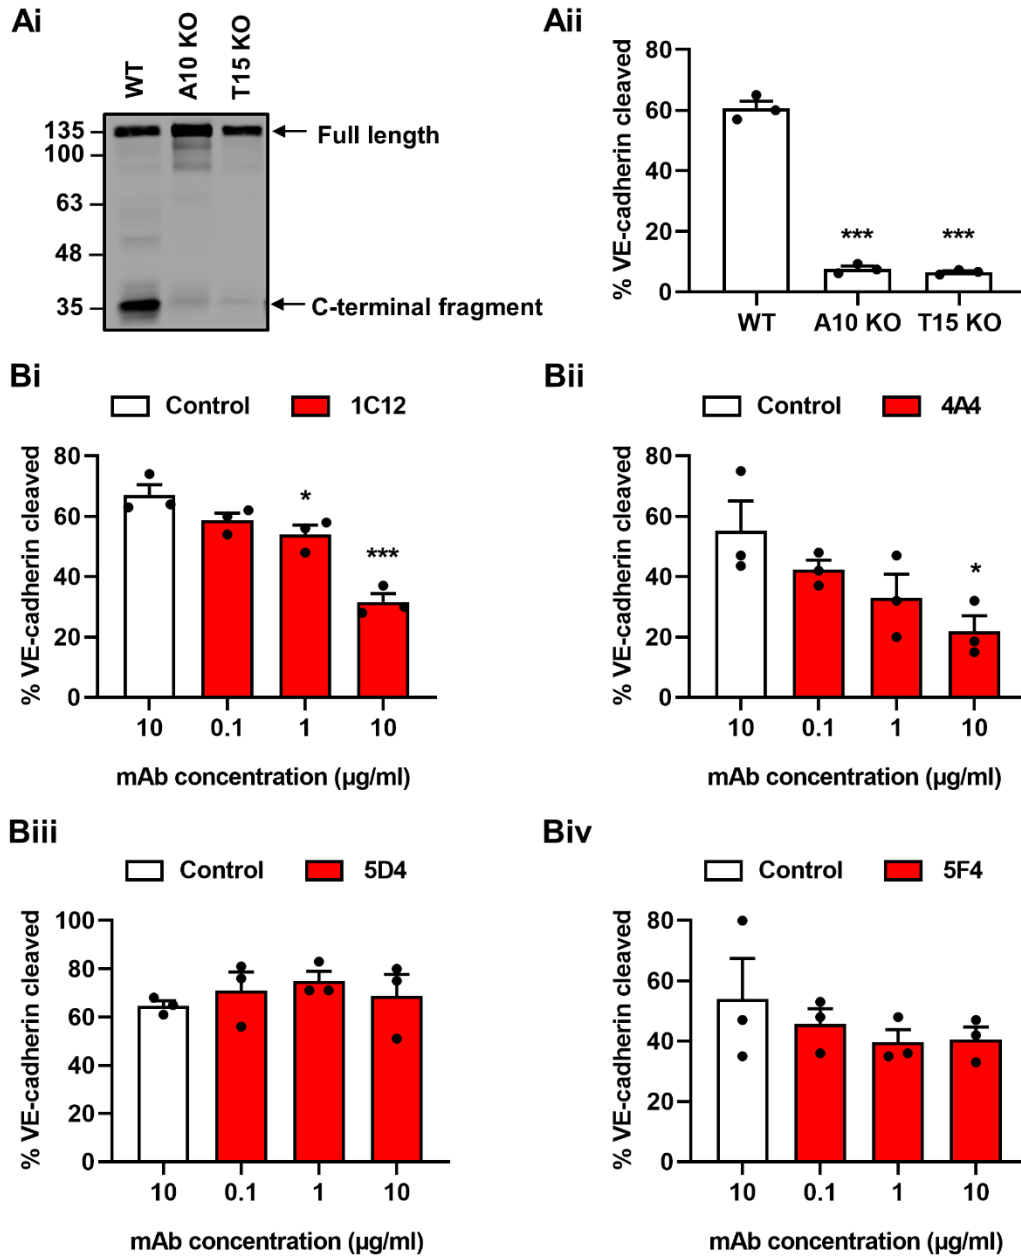 Ai
WT
A10 KO
T15 KO
135
100
63
48
35
Full length
C-terminal fragment
Aii
% VE-cadherin cleaved
80
60
40
20
0
***
***
WT A10 KO T15 KO
Bi
Control 1C12
% VE-cadherin cleaved
80
60
40
20
0
*
***
10 0.1 1 10
mAb concentration (µg/ml)
Bii
Control 4A4
% VE-cadherin cleaved
80
60
40
20
0
*
10 0.1 1 10
mAb concentration (µg/ml)
Biii
Control 5D4
% VE-cadherin cleaved
100
80
60
40
20
0
10 0.1 1 10
mAb concentration (µg/ml)
Biv
Control 5F4
% VE-cadherin cleaved
80
60
40
20
0
10 0.1 1 10
mAb concentration (µg/ml)